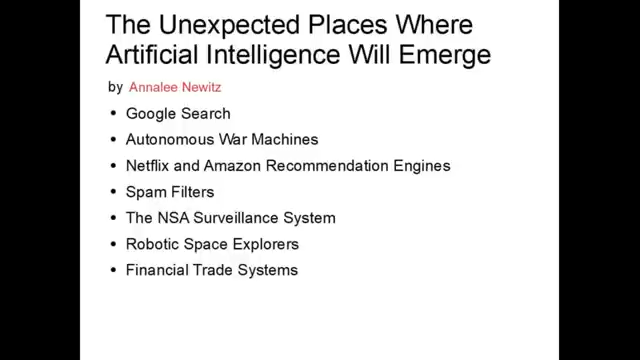 The Unexpected Places Where
Artificial Intelligence Will Emerge
by Annalee Newitz
• Google Search
• Autonomous War Machines
• Netflix and Amazon Recommendation Engines
• Spam Filters
• The NSA Surveillance System
• Robotic Space Explorers
• Financial Trade Systems